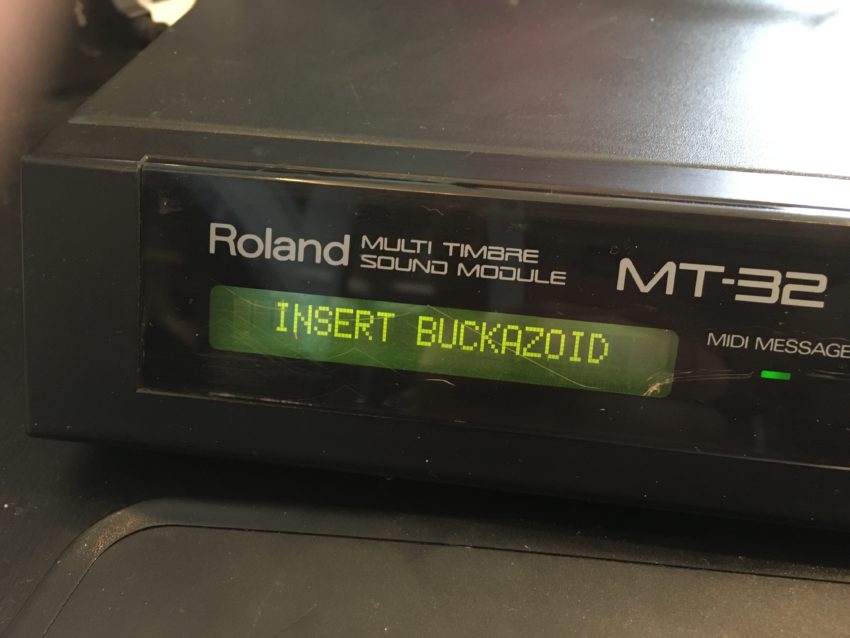 Roland MULTI TIMBRE
SOUND MODULE
MT-32
INSERT BUCKAZOID
MIDI MESSAGE